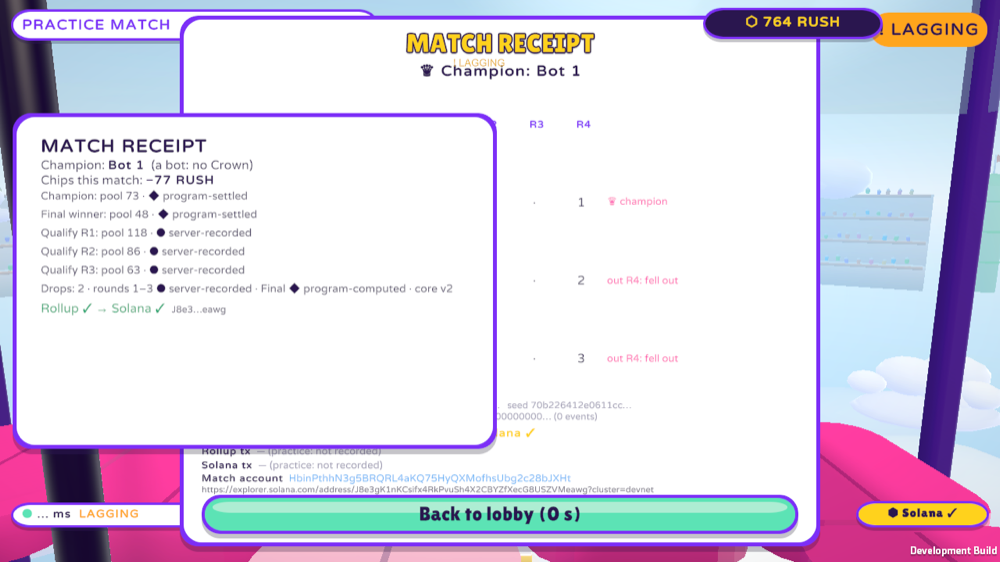 PRACTICE MATCH
MATCH RECEIPT
! LAGGING
♛ Champion: Bot 1
764 RUSH
! LAGGING
R3 R4
MATCH RECEIPT
Champion: Bot 1 (a bot: no Crown)
Chips this match: −77 RUSH
Champion: pool 73 · ◆ program-settled
Final winner: pool 48 · ◆ program-settled
Qualify R1: pool 118 · ● server-recorded
Qualify R2: pool 86 · ● server-recorded
Qualify R3: pool 63 · ● server-recorded
Drops: 2 · rounds 1–3 ● server-recorded · Final ◆ program-computed · core v2
Rollup ✓ → Solana ✓ J8e3...eawg
· 1 ♛ champion
· 2 out R4: fell out
· 3 out R4: fell out
seed 70b226412e0611cc...
00000000... (0 events)
ana ✓
Rollup tx — (practice: not recorded)
Solana tx — (practice: not recorded)
Match account HbinPthhN3g5BRQRL4aKQ75HyQXMofhsUbg2c28bJXHt
https://explorer.solana.com/address/J8e3gK1nKCsifx4RkPvuSh4X2CBYZfXecG8USZVMeawg?cluster=devnet
Back to lobby (0 s)
... ms LAGGING
Solana ✓
Development Build